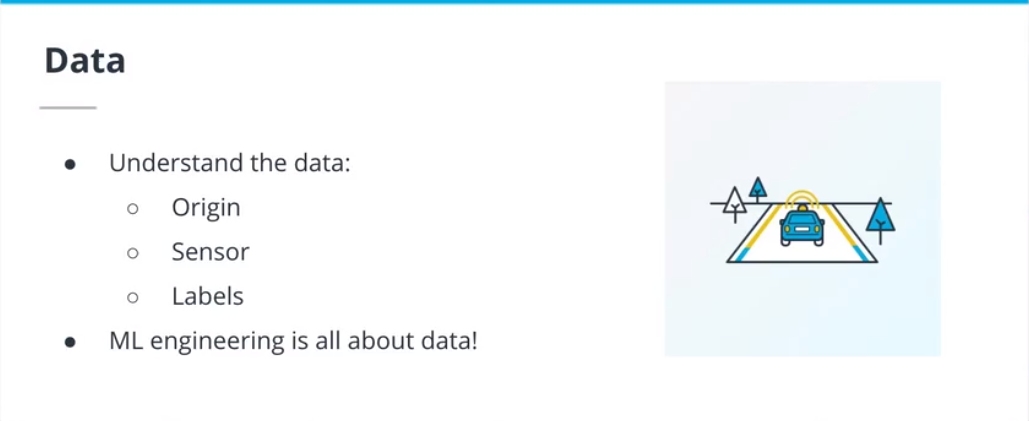 Data
● Understand the data:
○ Origin
○ Sensor
○ Labels
● ML engineering is all about data!